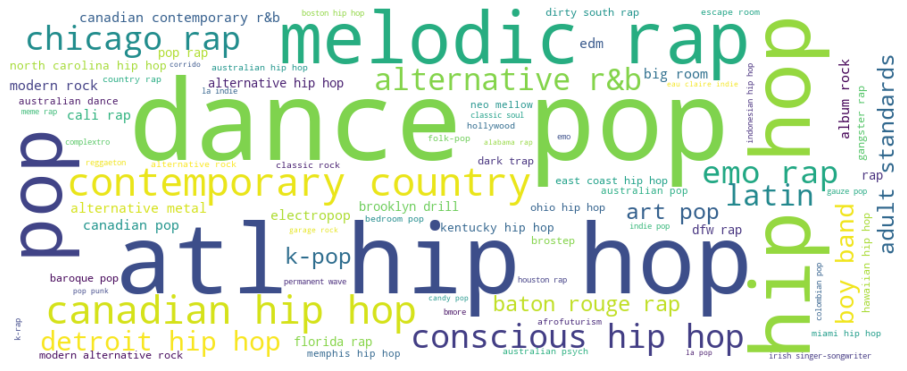 canadian contemporary r&b
boston hip hop
dirty south rap
escape room
chicago rap
melodic rap
edm
pop rap
north carolina hip hop
australian hip hop
corrido
alternative r&b
big room
modern rock
country rap
alternative hip hop
la indie
eau claire indie
australian dance
meme rap
cali rap
dance pop
neo mellow
classic soul
hollywood
folk-pop
emo
alabama rap
complextro
reggaeton
alternative rock
classic rock
dark trap
pop
hip hop
indonesian hip hop
album rock
gangster rap
adult standards
contemporary country
east coast hip hop
australian pop
emo rap
rap
gauze pop
latin
alternative metal
electropop
brooklyn drill
bedroom pop
ohio hip hop
art pop
indie pop
canadian pop
garage rock
kentucky hip hop
dfw rap
atl hip hop
k-pop
brostep
boy band
hawaiian hip hop
colombian pop
baroque pop
pop punk
permanent wave
houston rap
candy pop
baton rouge rap
canadian hip hop
bmore
afrofuturism
conscious hip hop
miami hip hop
k-rap
detroit hip hop
florida rap
memphis hip hop
modern alternative rock
australian psych
la pop
irish singer-songwriter